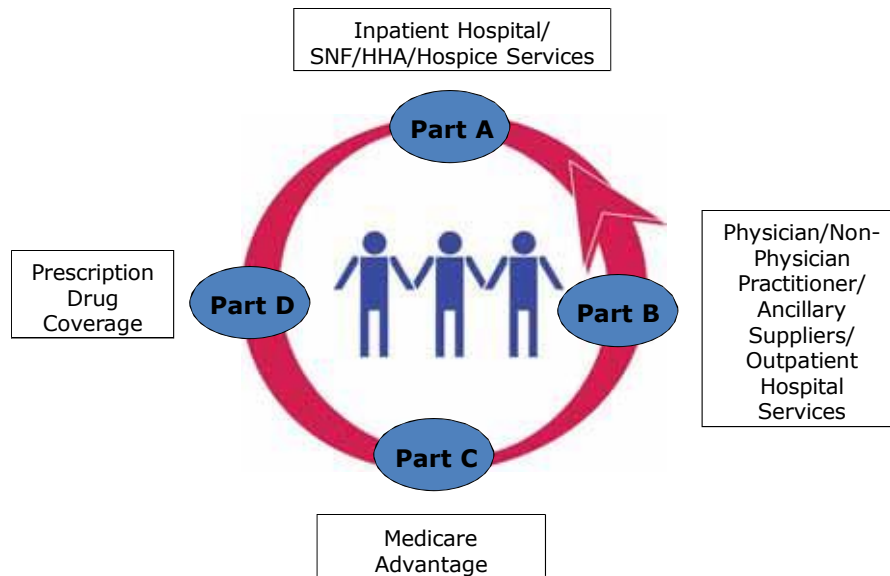 Inpatient Hospital/
SNF/HHA/Hospice Services
Part A
Physician/Non-
Physician
Practitioner/
Ancillary
Suppliers/
Outpatient
Hospital
Services
Prescription
Drug
Coverage
Part D
Part B
Part C
Medicare
Advantage